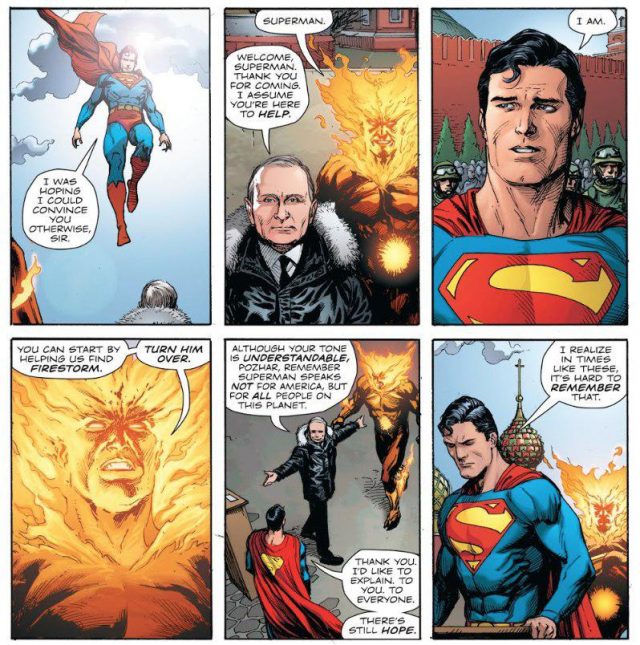 I WAS
HOPING
I COULD
CONVINCE
YOU
OTHERWISE,
SIR.
SUPERMAN.
WELCOME,
SUPERMAN.
THANK YOU
FOR COMING.
I ASSUME
YOU'RE HERE
TO HELP.
I AM.
YOU CAN START BY
HELPING US FIND
FIRESTORM.
TURN HIM
OVER.
ALTHOUGH YOUR TONE
IS UNDERSTANDABLE,
POZHAR, REMEMBER
SUPERMAN SPEAKS
NOT FOR AMERICA, BUT
FOR ALL PEOPLE ON
THIS PLANET.
THANK YOU.
I'D LIKE TO
EXPLAIN. TO
YOU. TO
EVERYONE.
THERE'S
STILL HOPE.
I REALIZE
IN TIMES
LIKE THESE,
IT'S HARD TO
REMEMBER
THAT.